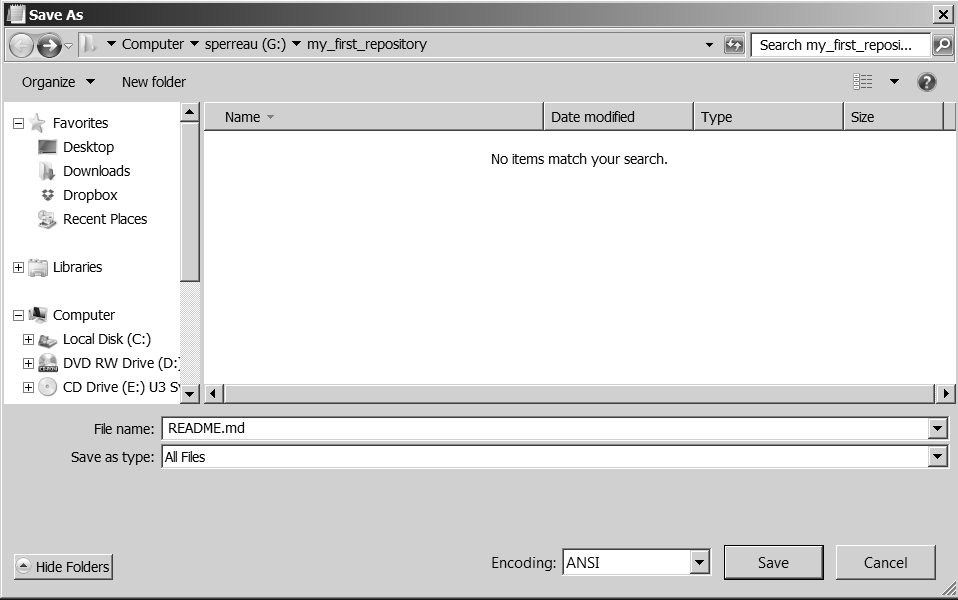 Save As
Computer sperreau (G:) my_first_repository Search my_first_reposi...
Organize New folder
Name Date modified Type Size
No items match your search.
Favorites
Desktop
Downloads
Dropbox
Recent Places
Libraries
Computer
Local Disk (C:)
DVD RW Drive (D:)
CD Drive (E:) U3 Sy
File name: README.md
Save as type: All Files
Hide Folders Encoding: ANSI Save Cancel